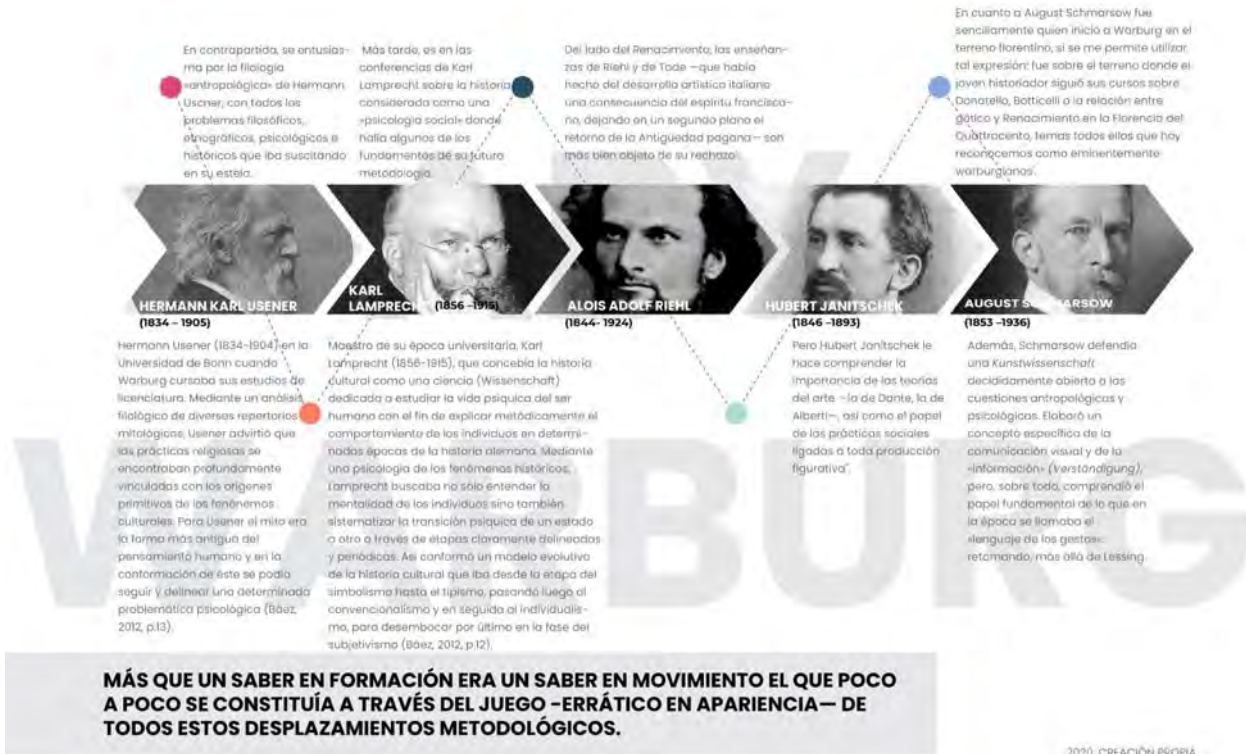 En contrapartida, se entusias-
ma por la filología
«antropológica» de Hermann
Usener, con todos los
problemas filosóficos,
etnográficos, psicológicos e
históricos que iba suscitando
en su estela.
Más tarde, es en las
conferencias de Karl
Lamprecht sobre la historia
considerada como una
«psicología social» donde
halla algunos de los
fundamentos de su futura
metodología.
Del lado del Renacimiento, las enseñan-
zas de Riehl y de Tode —que había
hecho del desarrollo artístico italiano
una consecuencia del espíritu francisca-
no, dejando en un segundo plano el
retorno de la Antigüedad pagana— son
más bien objeto de su rechazo.
En cuanto a August Schmarsow fue
sencillamente quien inició a Warburg en el
terreno florentino, si se me permite utilizar
tal expresión: fue sobre el terreno donde el
joven historiador siguió sus cursos sobre
Donatello, Botticelli o la relación entre
gótico y Renacimiento en la Florencia del
Quattrocento, temas todos ellos que hoy
reconocemos como eminentemente
warburgianos.
HERMANN KARL USENER
(1834 – 1905)
KARL
LAMPRECHT (1856 –1915)
ALOIS ADOLF RIEHL
(1844- 1924)
HUBERT JANITSCHEK
(1846 –1893)
AUGUST SCHMARSOW
(1853 –1936)
Hermann Usener (1834-1904) en la
Universidad de Bonn cuando
Warburg cursaba sus estudios de
licenciatura. Mediante un análisis
filológico de diversos repertorios
mitológicos, Usener advirtió que
las prácticas religiosas se
encontraban profundamente
vinculadas con los orígenes
primitivos de los fenónemos
culturales. Para Usener el mito era
la forma más antigua del
pensamiento humano y en la
conformación de éste se podía
seguir y delinear una determinada
problemática psicológica (Báez,
2012, p.13).
Maestro de su época universitaria, Karl
Lamprecht (1856-1915), que concebía la historia
cultural como una ciencia (Wissenschaft)
dedicada a estudiar la vida psíquica del ser
humano con el fin de explicar metódicamente el
comportamiento de los individuos en determi-
nadas épocas de la historia alemana. Mediante
una psicología de los fenómenos históricos,
Lamprecht buscaba no sólo entender la
mentalidad de los individuos sino también
sistematizar la transición psíquica de un estado
a otro a través de etapas claramente delineadas
y periódicas. Así conformó un modelo evolutivo
de la historia cultural que iba desde la etapa del
simbolismo hasta el tipismo, pasando luego al
convencionalismo y en seguida al individualis-
mo, para desembocar por último en la fase del
subjetivismo (Báez, 2012, p.12).
Pero Hubert Janitschek le
hace comprender la
importancia de las teorías
del arte –la de Dante, la de
Alberti–, así como el papel
de las prácticas sociales
ligadas a toda producción
figurativa".
Además, Schmarsow defendía
una Kunstwissenschaft
decididamente abierta a las
cuestiones antropológicas y
psicológicas. Elaboró un
concepto específica de la
comunicación visual y de la
«información» (Verständigung),
pero, sobre todo, comprendió el
papel fundamental de lo que en
la época se llamaba el
«lenguaje de los gestos»:
retomando, más allá de Lessing.
WARBURG
MÁS QUE UN SABER EN FORMACIÓN ERA UN SABER EN MOVIMIENTO EL QUE POCO
A POCO SE CONSTITUÍA A TRAVÉS DEL JUEGO -ERRÁTICO EN APARIENCIA— DE
TODOS ESTOS DESPLAZAMIENTOS METODOLÓGICOS.
2020, CREACIÓN PROPIA